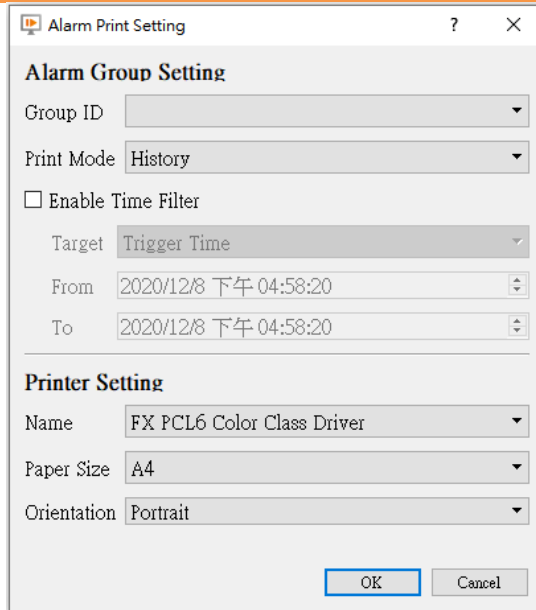 Alarm Print Setting ?
Alarm Group Setting
Group ID
Print Mode History
Enable Time Filter
Target Trigger Time
From 2020/12/8 下午 04:58:20
To 2020/12/8 下午 04:58:20
Printer Setting
Name FX PCL6 Color Class Driver
Paper Size A4
Orientation Portrait
OK Cancel